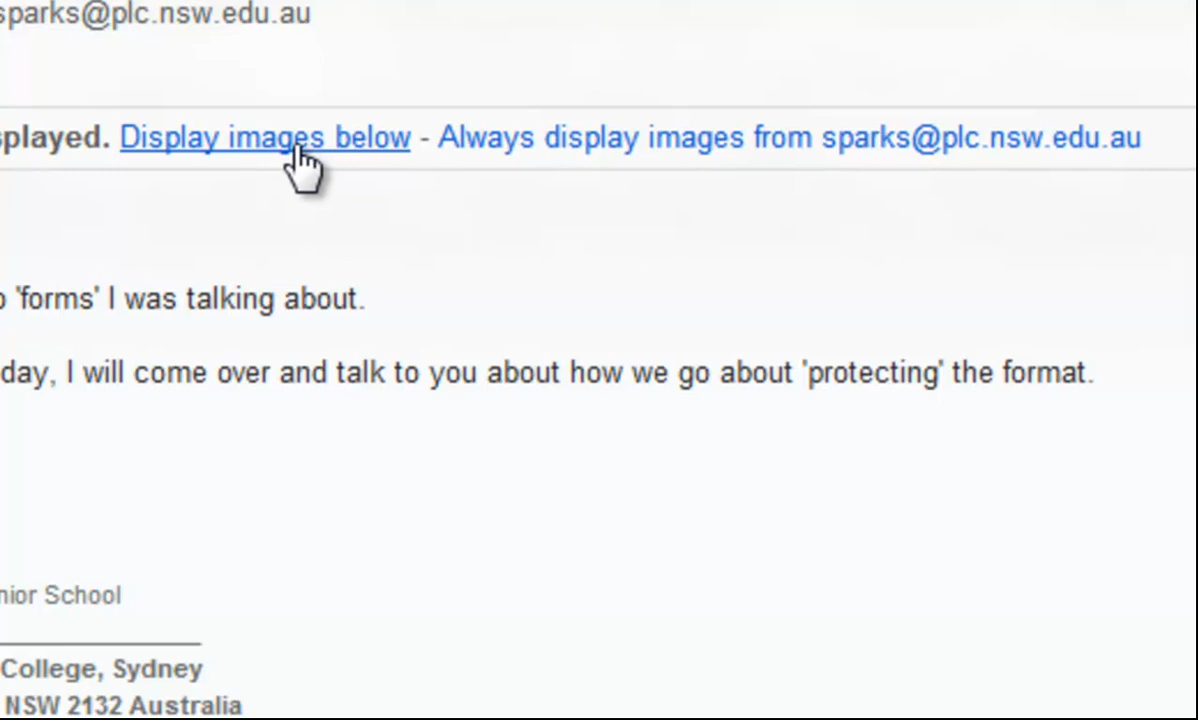 sparks@plc.nsw.edu.au
played. Display images below - Always display images from sparks@plc.nsw.edu.au
'forms' I was talking about.
day, I will come over and talk to you about how we go about 'protecting' the format.
nior School
College, Sydney
NSW 2132 Australia